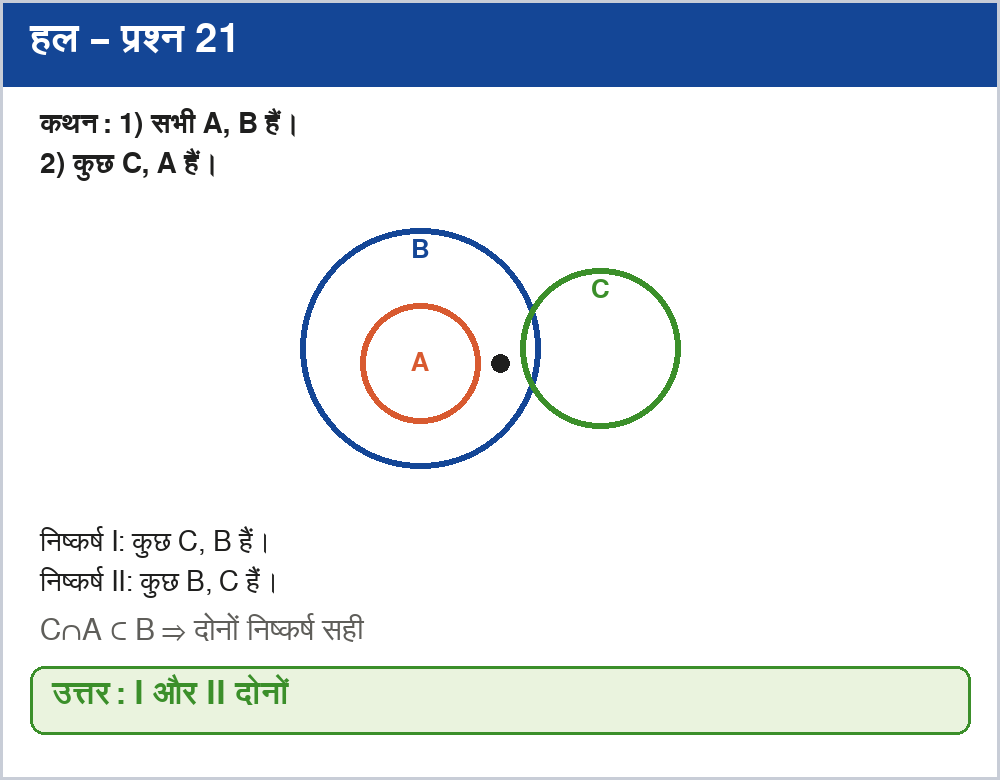 हल – प्रश्न 21
कथन : 1) सभी A, B हैं।
2) कुछ C, A हैं।
B
C
A
निष्कर्ष I: कुछ C, B हैं।
निष्कर्ष II: कुछ B, C हैं।
C∩A ⊂ B ⇒ दोनों निष्कर्ष सही
उत्तर : I और II दोनों